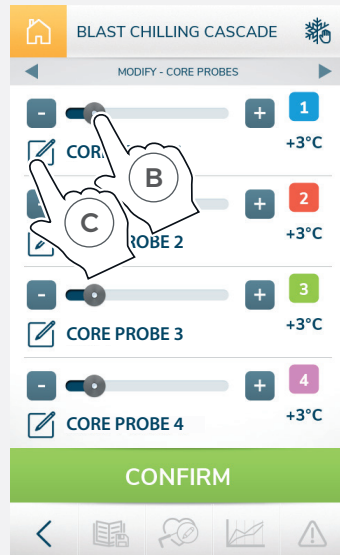 BLAST CHILLING CASCADE
MODIFY - CORE PROBES
- + 1
+3°C
B
- + 2
C
+3°C
PROBE 2
- + 3
+3°C
CORE PROBE 3
- + 4
+3°C
CORE PROBE 4
CONFIRM